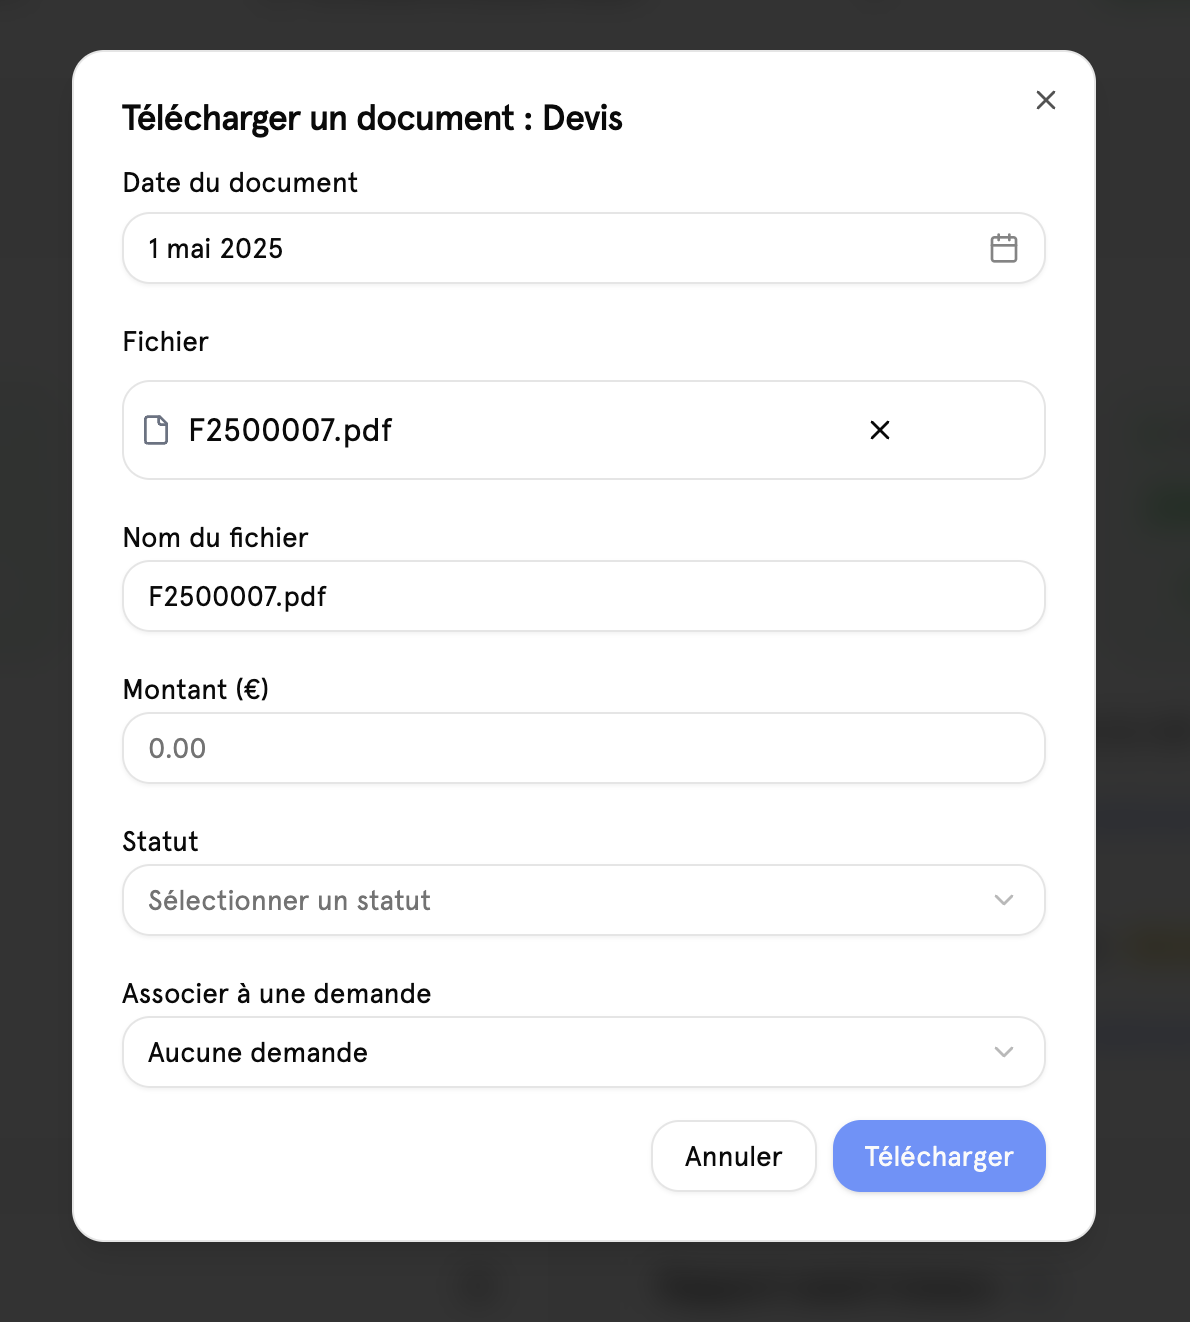 Télécharger un document : Devis
Date du document
1 mai 2025
Fichier
F2500007.pdf
Nom du fichier
F2500007.pdf
Montant (€)
0.00
Statut
Sélectionner un statut
Associer à une demande
Aucune demande
Annuler
Télécharger